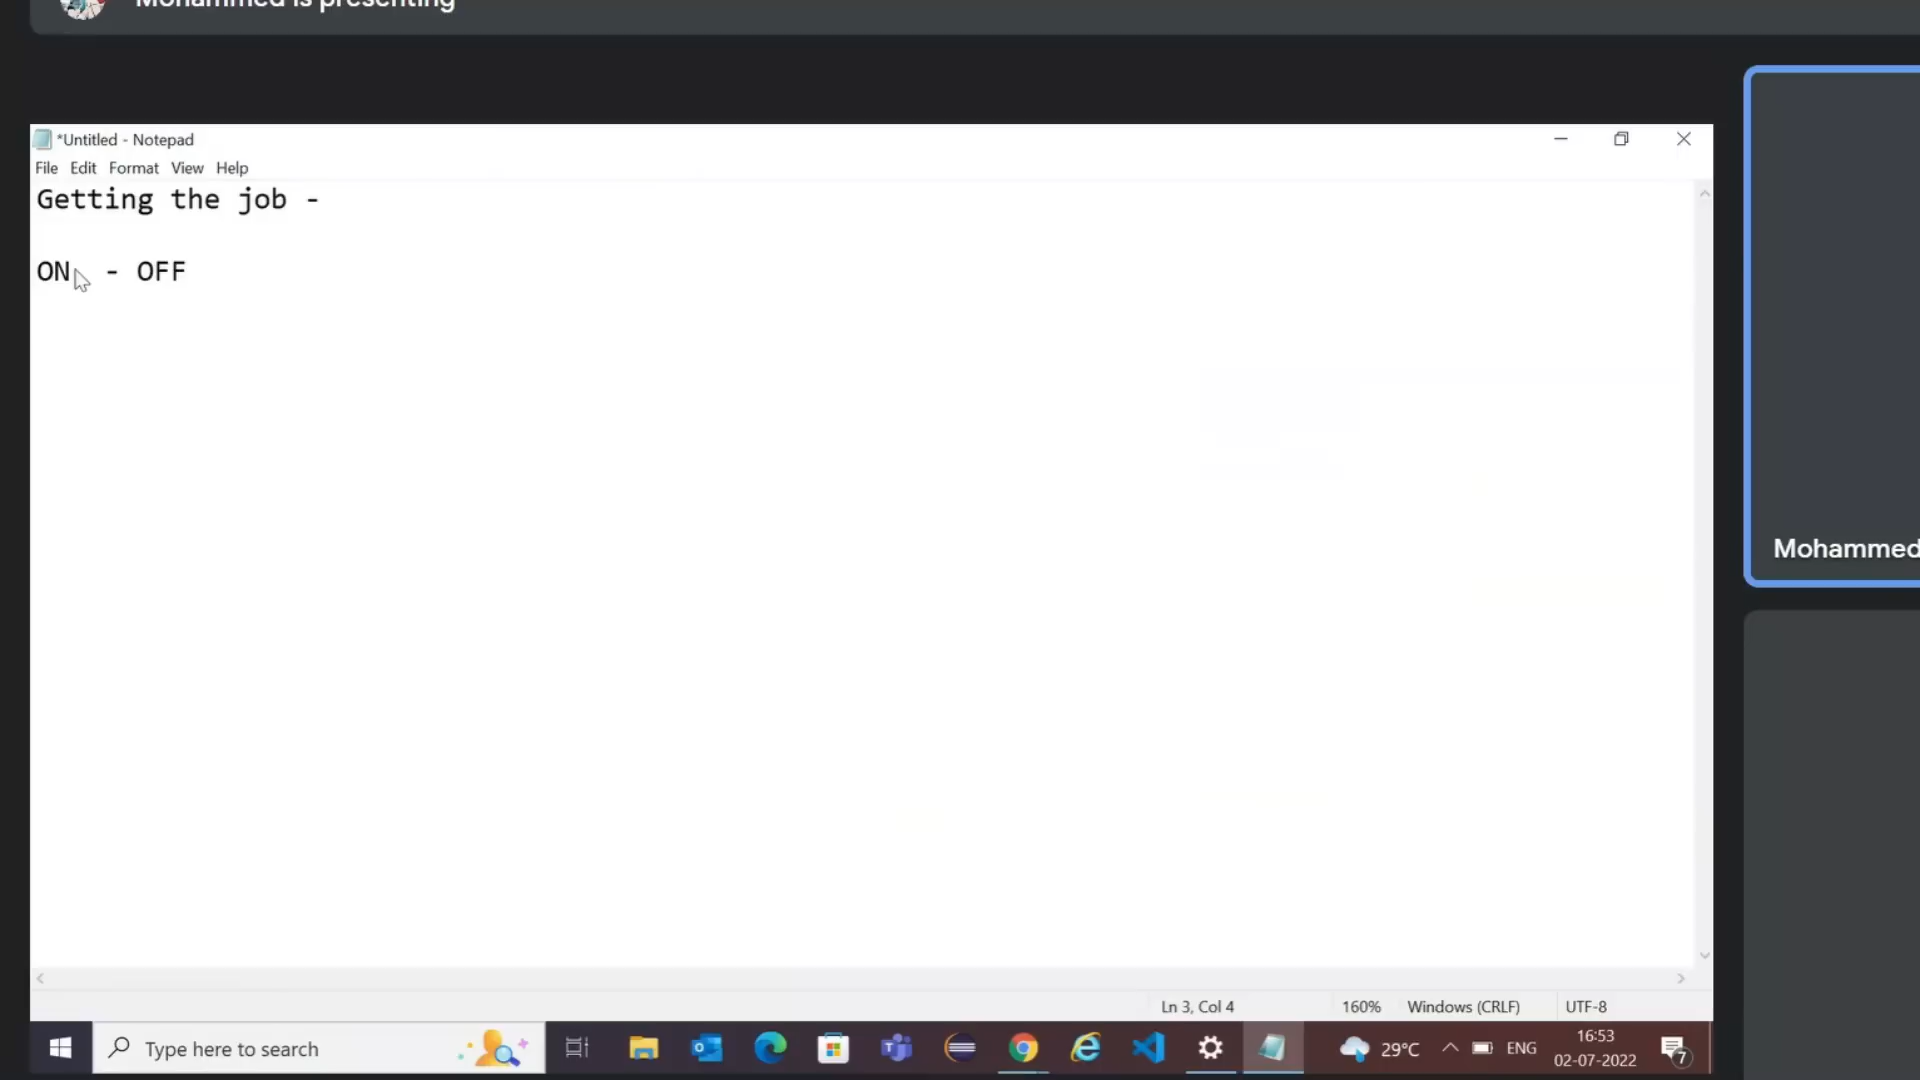 Mohammed is presenting
*Untitled - Notepad
File Edit Format View Help
Getting the job -
ON - OFF
Mohammed
Ln 3, Col 4 160% Windows (CRLF) UTF-8
Type here to search
29°C ENG 16:53
02-07-2022
7